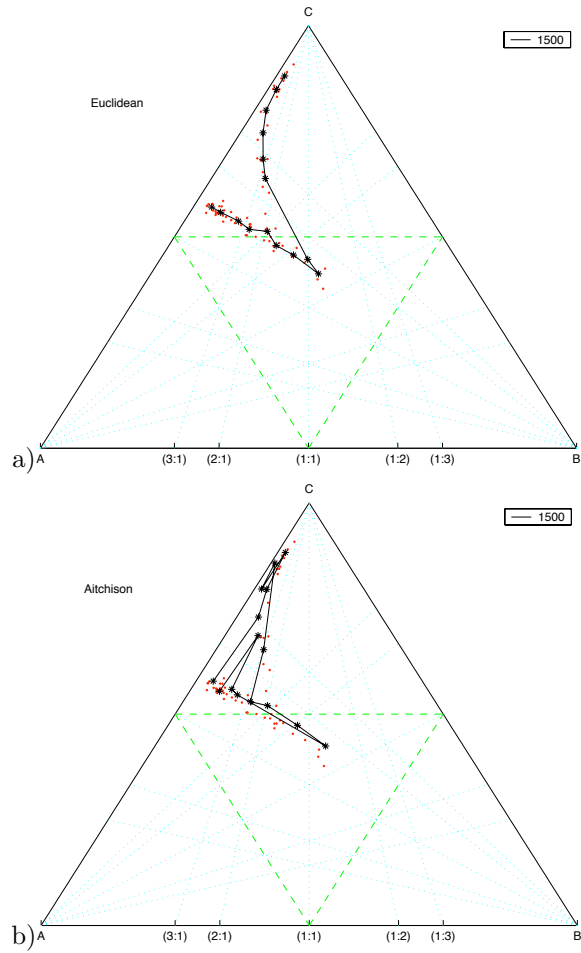 C
1500
Euclidean
a)
A
(3:1)
(2:1)
(1:1)
(1:2)
(1:3)
B
C
1500
Aitchison
b)
A
(3:1)
(2:1)
(1:1)
(1:2)
(1:3)
B